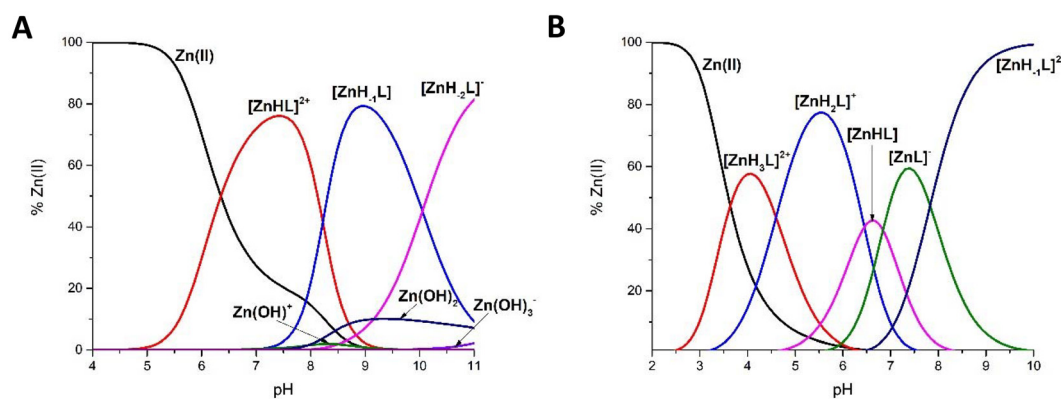 A
100
80
60
40
20
0
% Zn(II)
4 5 6 7 8 9 10 11
pH
Zn(II)
[ZnHL]²⁺
[ZnH₋₁L]
[ZnH₋₂L]⁻
Zn(OH)⁺
Zn(OH)₂
Zn(OH)₃⁻
B
100
80
60
40
20
% Zn(II)
2 3 4 5 6 7 8 9 10
pH
Zn(II)
[ZnH₃L]²⁺
[ZnH₂L]⁺
[ZnHL]
[ZnL]⁻
[ZnH₋₁L]²